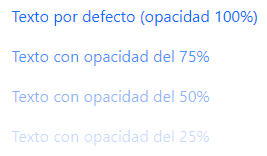 Texto por defecto (opacidad 100%)
Texto con opacidad del 75%
Texto con opacidad del 50%
Texto con opacidad del 25%